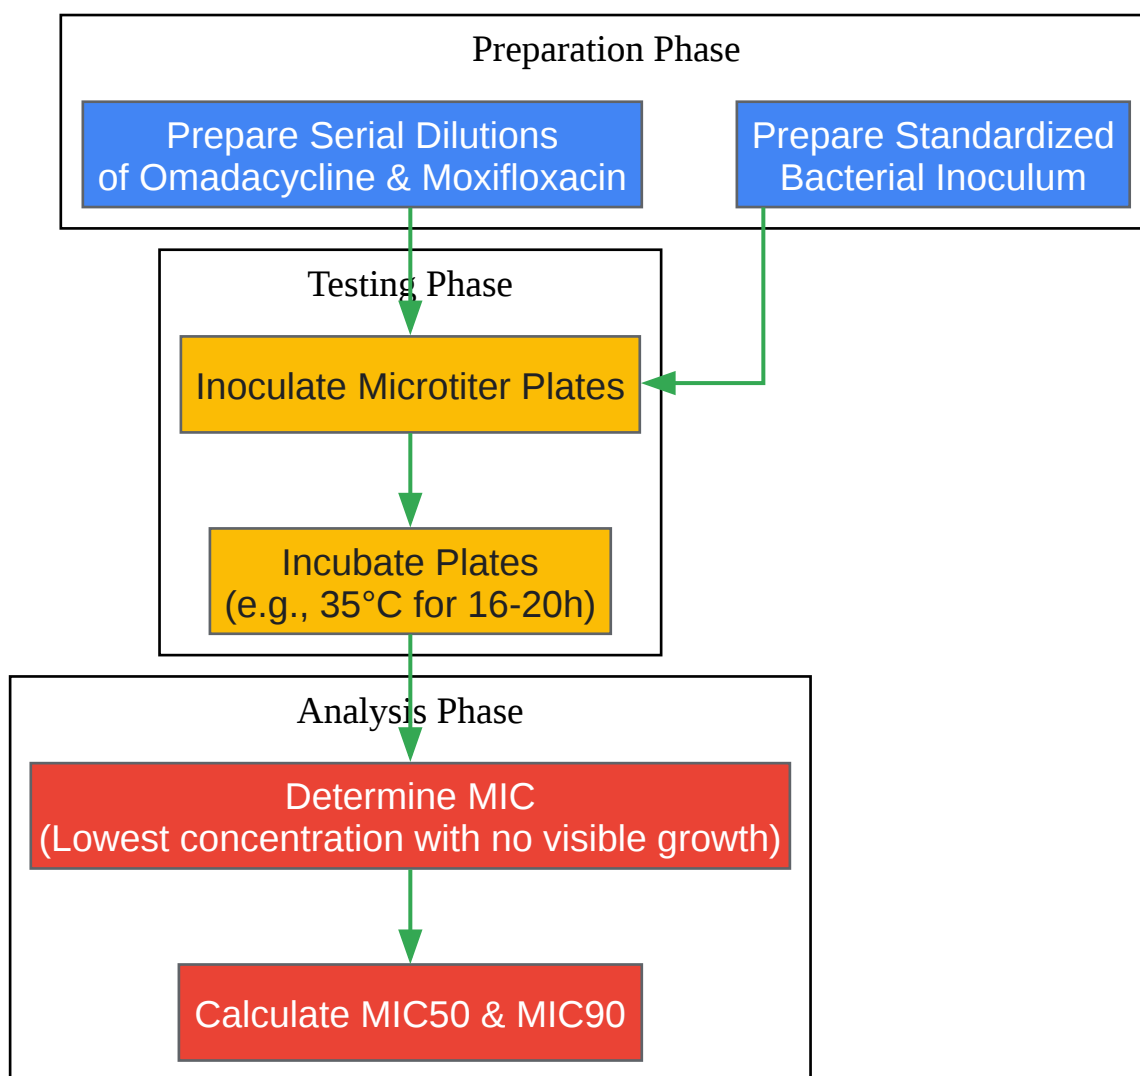 Preparation Phase
Prepare Serial Dilutions
of Omadacycline & Moxifloxacin
Prepare Standardized
Bacterial Inoculum
Testing Phase
Inoculate Microtiter Plates
Incubate Plates
(e.g., 35°C for 16-20h)
Analysis Phase
Determine MIC
(Lowest concentration with no visible growth)
Calculate MIC50 & MIC90